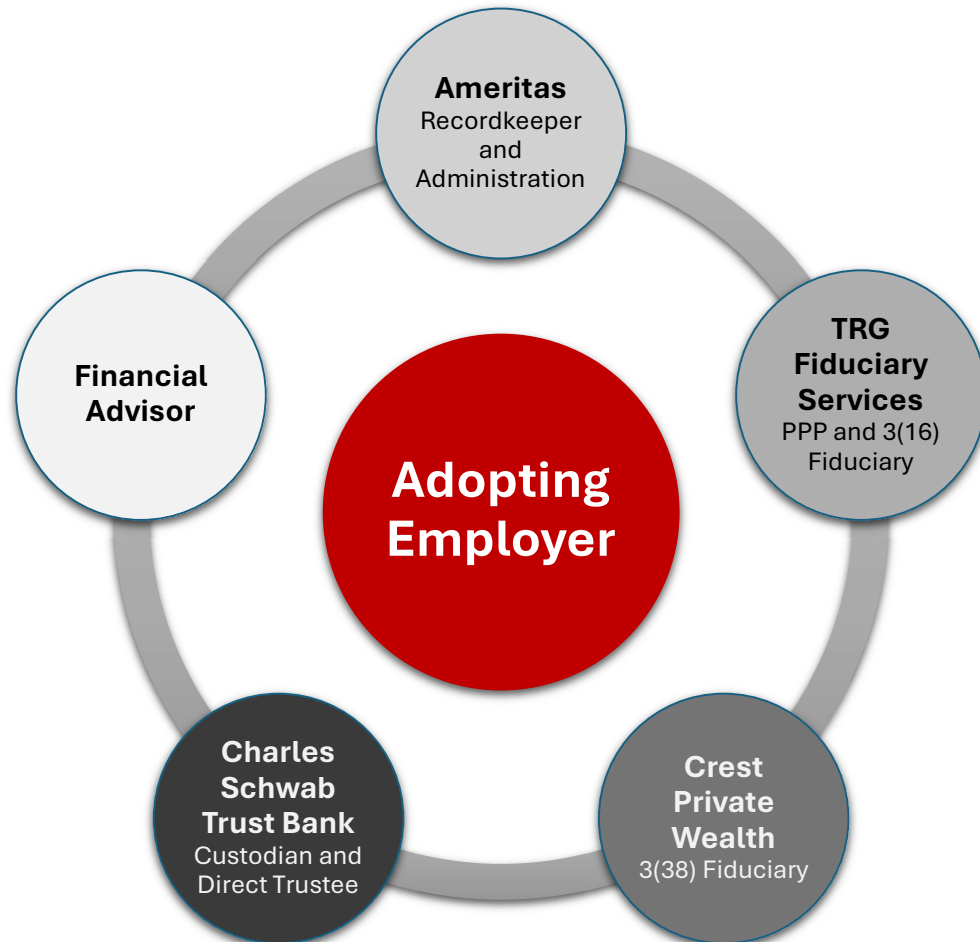 Ameritas
Recordkeeper
and
Administration
TRG
Fiduciary
Services
PPP and 3(16)
Fiduciary
Crest
Private
Wealth
3(38) Fiduciary
Charles
Schwab
Trust Bank
Custodian and
Direct Trustee
Financial
Advisor
Adopting
Employer